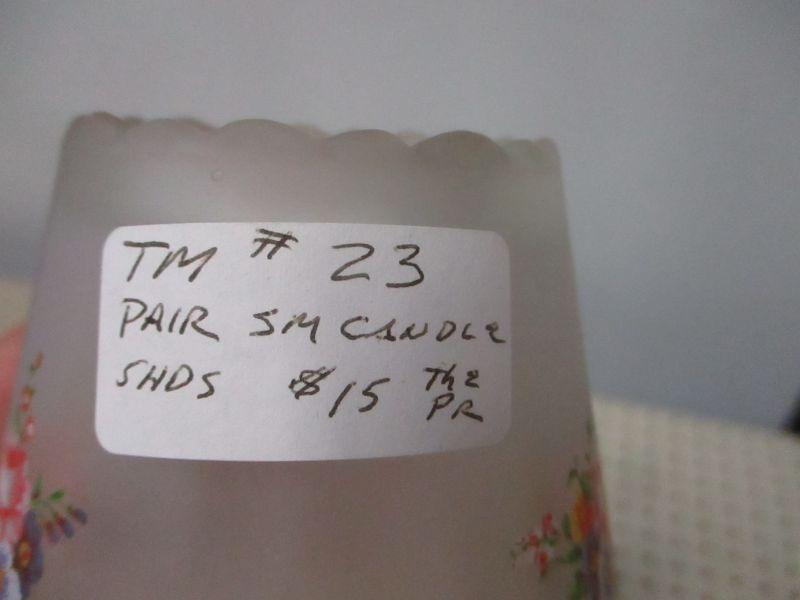 TM # 23
PAIR SM CANDLE
SHDS $15 The
PR